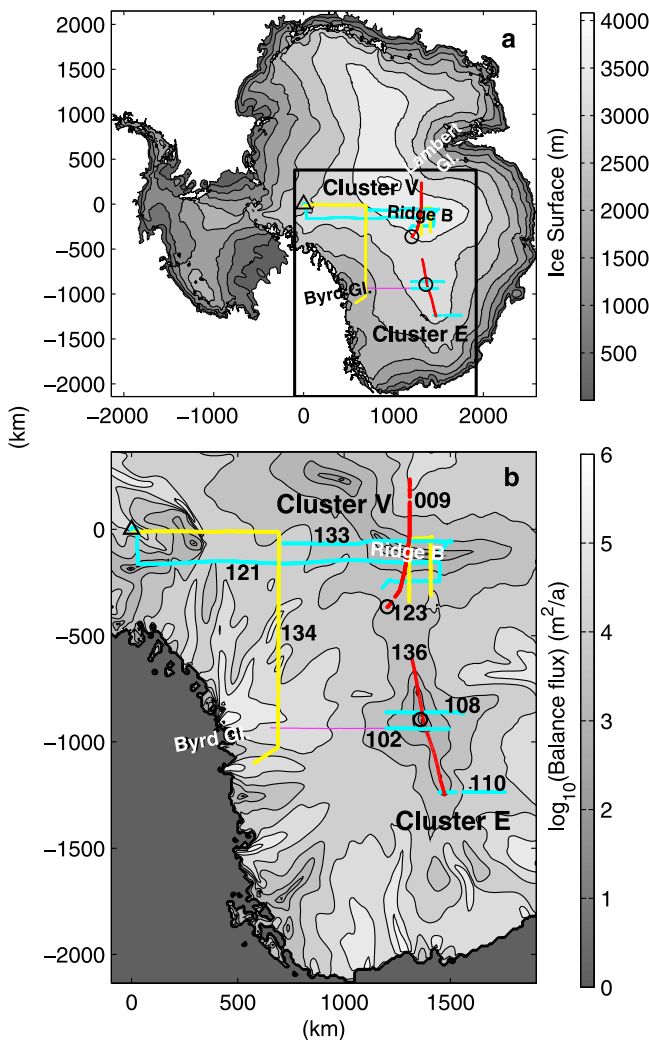 2000
1500
1000
500
0
−500
−1000
−1500
−2000
−2000
−1000
0
1000
2000
a
Lambert
Gl.
Cluster V
Ridge B
Byrd Gl.
Cluster E
4000
3500
3000
2500
2000
1500
1000
500
Ice Surface (m)
(km)
0
−500
−1000
−1500
−2000
0
500
1000
1500
(km)
b
Cluster V
009
133
Ridge B
121
123
134
136
108
Byrd Gl.
102
110
Cluster E
6
5
4
3
2
1
0
log10(Balance flux) (m²/a)